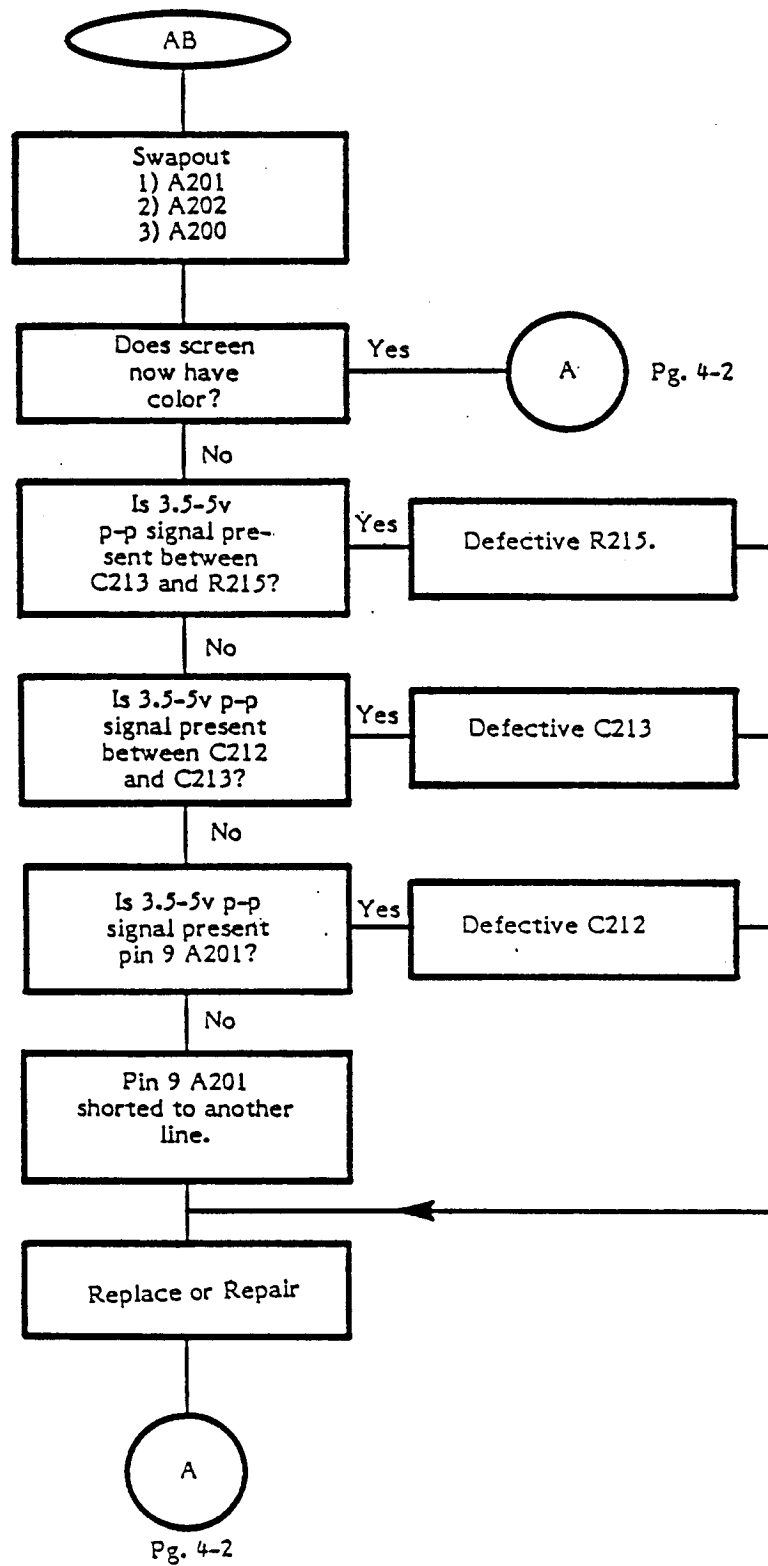 AB
Swapout
1) A201
2) A202
3) A200
Does screen
now have
color?
Yes
A
Pg. 4-2
No
Is 3.5-5v
p-p signal pre-
sent between
C213 and R215?
Yes
Defective R215.
No
Is 3.5-5v p-p
signal present
between C212
and C213?
Yes
Defective C213
No
Is 3.5-5v p-p
signal present
pin 9 A201?
Yes
Defective C212
No
Pin 9 A201
shorted to another
line.
Replace or Repair
A
Pg. 4-2